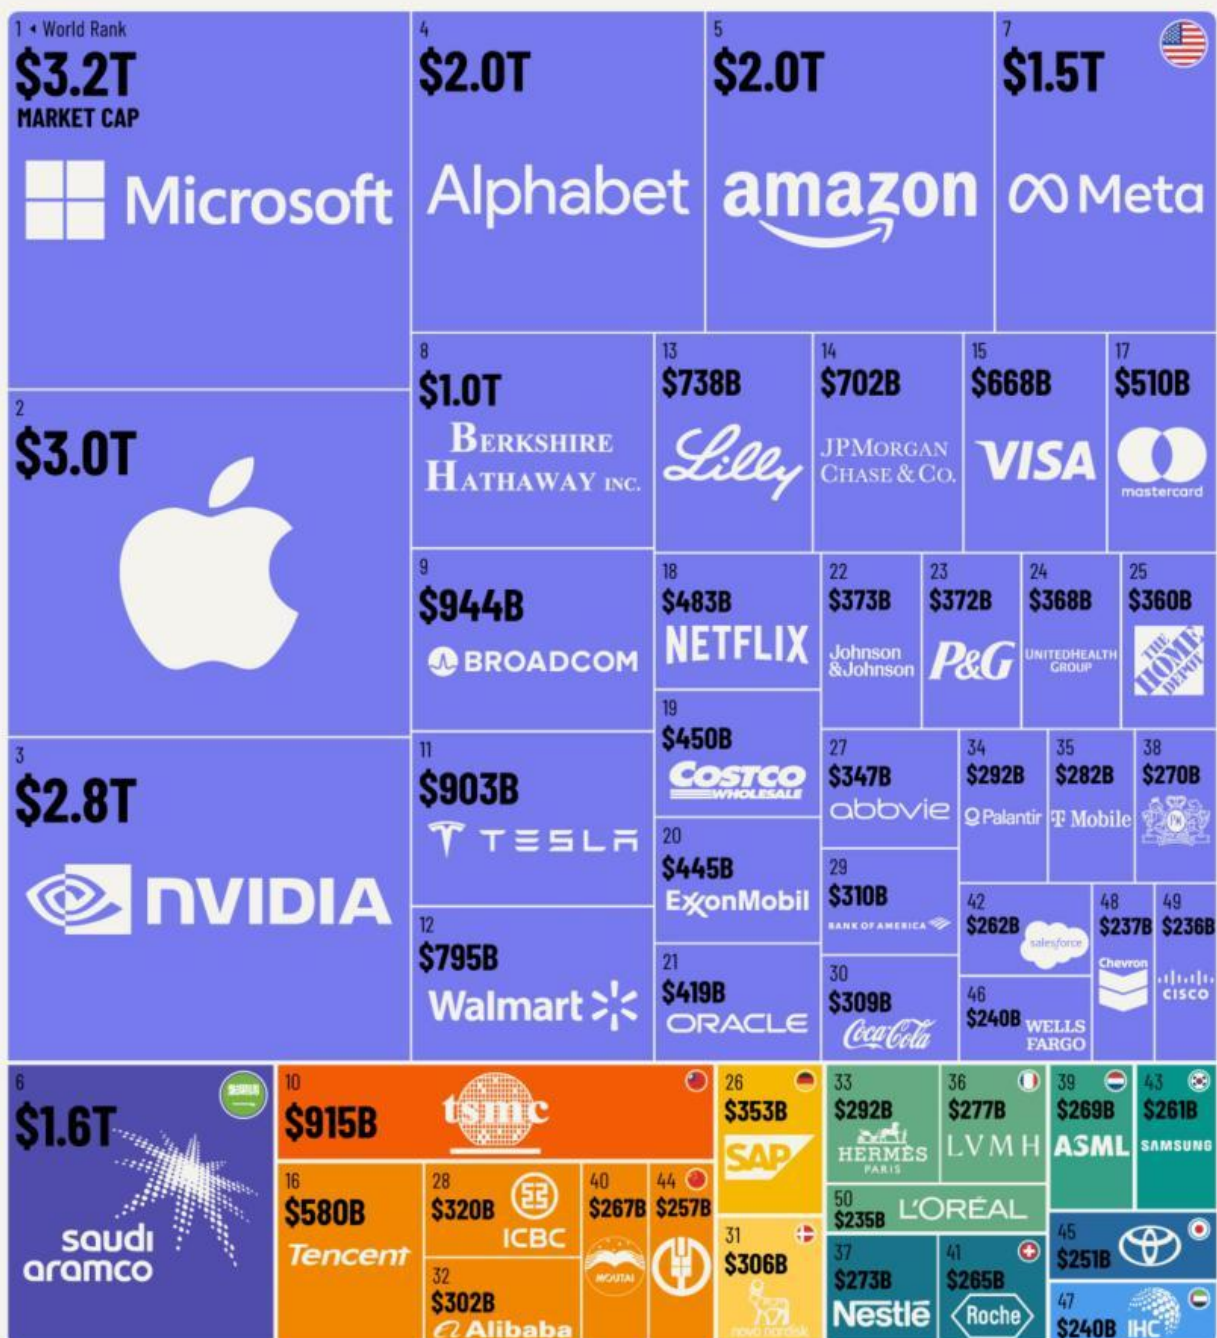 1 ◂ World Rank
$3.2T
MARKET CAP
Microsoft
2
$3.0T
3
$2.8T
NVIDIA
4
$2.0T
Alphabet
5
$2.0T
amazon
7
$1.5T
Meta
8
$1.0T
BERKSHIRE
HATHAWAY INC.
9
$944B
BROADCOM
11
$903B
TESLA
12
$795B
Walmart
13
$738B
Lilly
14
$702B
JPMORGAN
CHASE & CO.
15
$668B
VISA
17
$510B
mastercard
18
$483B
NETFLIX
19
$450B
COSTCO
WHOLESALE
20
$445B
ExxonMobil
21
$419B
ORACLE
22
$373B
Johnson
&Johnson
23
$372B
P&G
24
$368B
UNITEDHEALTH
GROUP
25
$360B
THE
HOME
DEPOT
27
$347B
abbvie
29
$310B
BANK OF AMERICA
30
$309B
Coca-Cola
34
$292B
Palantir
35
$282B
T Mobile
38
$270B
PM
42
$262B
salesforce
46
$240B
WELLS
FARGO
48
$237B
Chevron
49
$236B
CISCO
6
$1.6T
saudi
aramco
10
$915B
tsmc
16
$580B
Tencent
28
$320B
ICBC
32
$302B
Alibaba
40
$267B
MOUTAI
44
$257B
26
$353B
SAP
31
$306B
novo nordisk
33
$292B
HERMÈS
PARIS
36
$277B
LVMH
50
$235B
L'ORÉAL
37
$273B
Nestlé
41
$265B
Roche
39
$269B
ASML
43
$261B
SAMSUNG
45
$251B
47
$240B
IHC